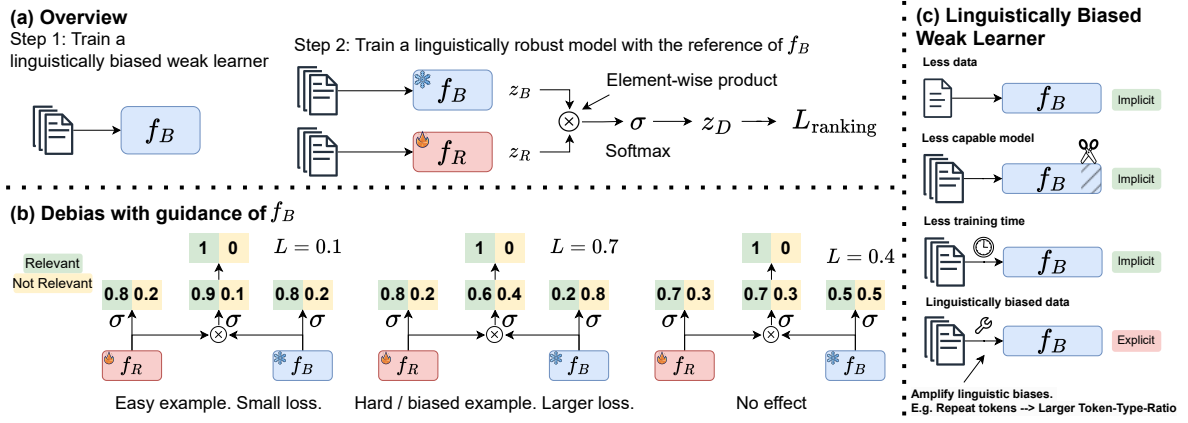 (a) Overview
Step 1: Train a
linguistically biased weak learner
f_B
Step 2: Train a linguistically robust model with the reference of f_B
f_B
z_B
Element-wise product
⊗
σ
z_D
L_ranking
f_R
z_R
Softmax
(b) Debias with guidance of f_B
Relevant
Not Relevant
1 0
L = 0.1
0.8 0.2
0.9 0.1
0.8 0.2
σ
σ
σ
⊗
f_R
f_B
Easy example. Small loss.
1 0
L = 0.7
0.8 0.2
0.6 0.4
0.2 0.8
σ
σ
σ
⊗
f_R
f_B
Hard / biased example. Larger loss.
1 0
L = 0.4
0.7 0.3
0.7 0.3
0.5 0.5
σ
σ
σ
⊗
f_R
f_B
No effect
(c) Linguistically Biased
Weak Learner
Less data
f_B
Implicit
Less capable model
f_B
Implicit
Less training time
f_B
Implicit
Linguistically biased data
f_B
Explicit
Amplify linguistic biases.
E.g. Repeat tokens --> Larger Token-Type-Ratio